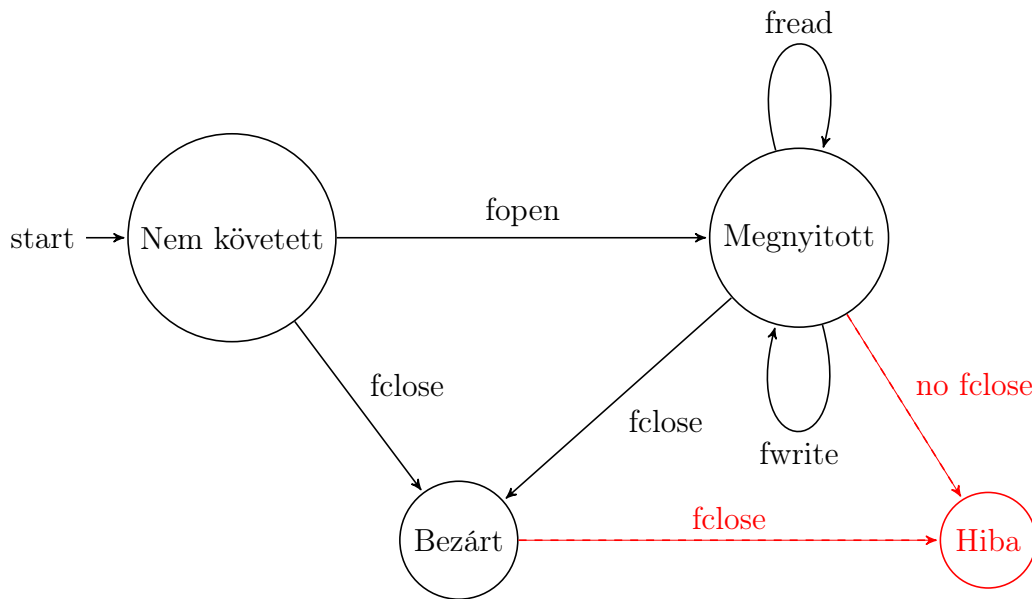 fread
start
Nem követett
fopen
Megnyitott
fclose
fclose
no fclose
fwrite
Bezárt
fclose
Hiba